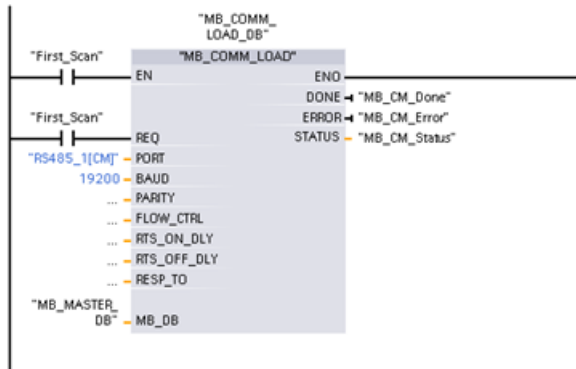 "MB_COMM_
LOAD_DB"
"First_Scan"
"MB_COMM_LOAD"
EN
ENO
DONE
"MB_CM_Done"
"First_Scan"
ERROR
"MB_CM_Error"
REQ
STATUS
"MB_CM_Status"
"RS485_1[CM]"
PORT
19200
BAUD
...
PARITY
...
FLOW_CTRL
...
RTS_ON_DLY
...
RTS_OFF_DLY
...
RESP_TO
"MB_MASTER_
DB"
MB_DB